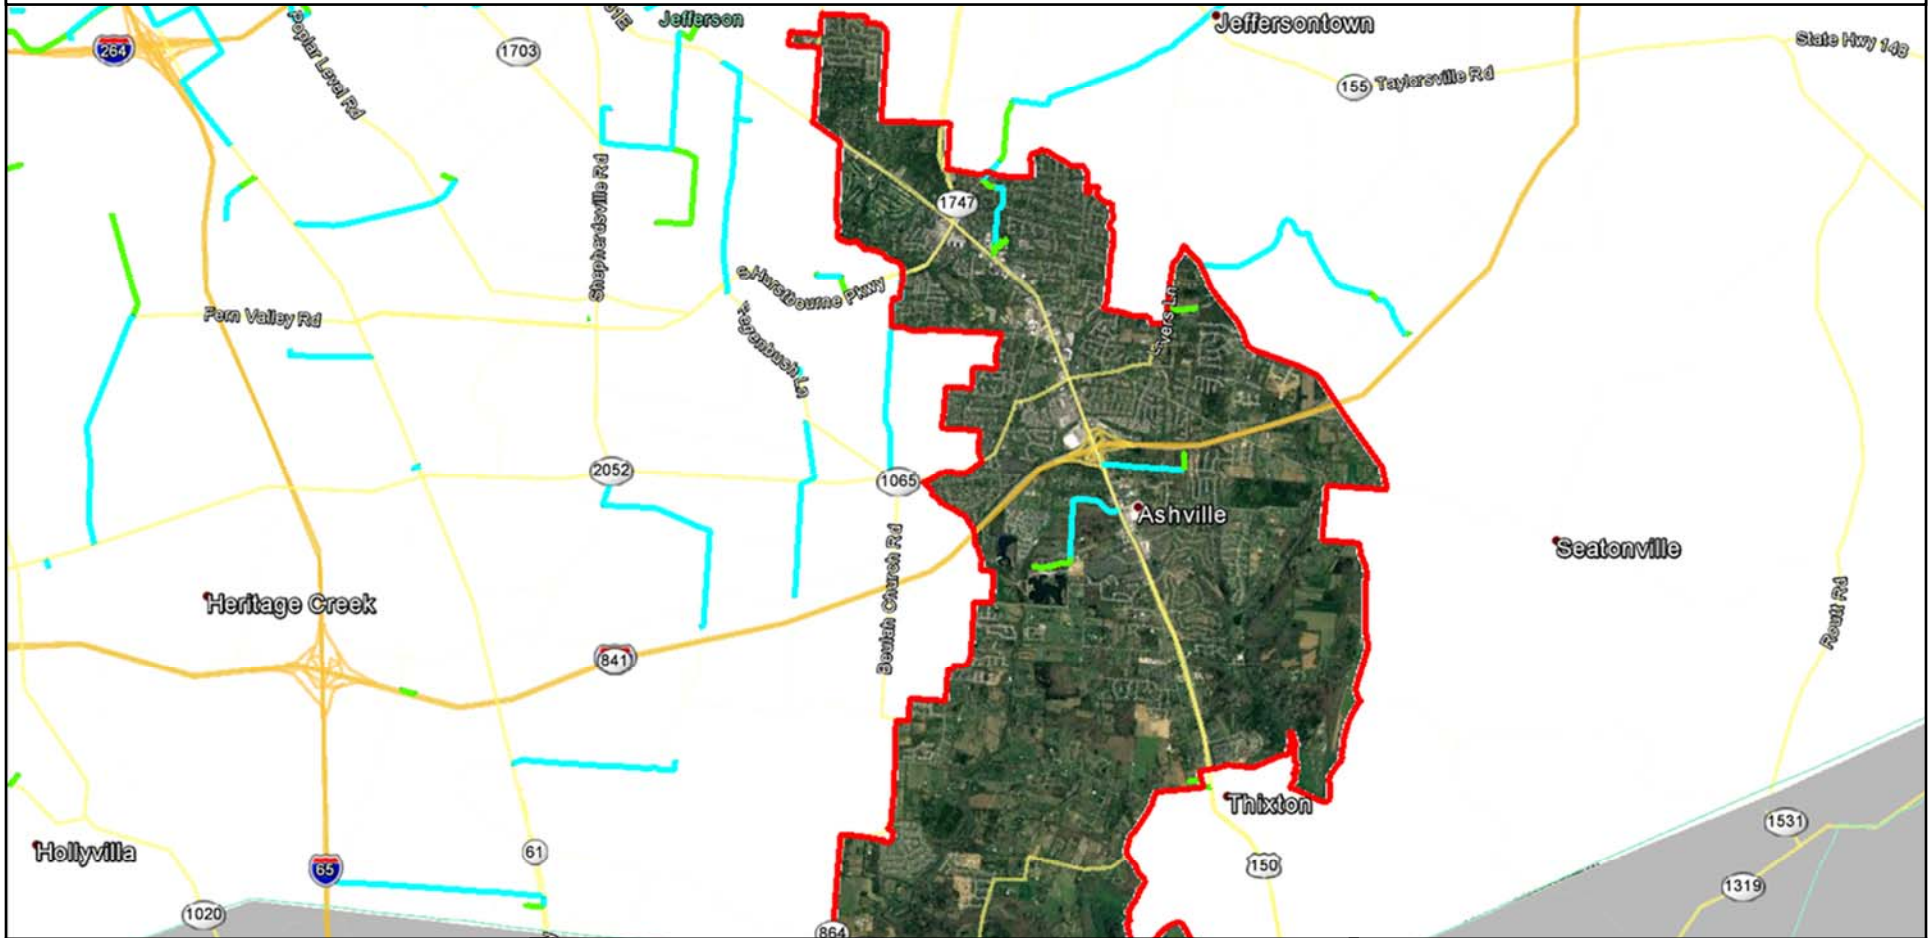 Jefferson
Jeffersontown
264
Poplar Level Rd
1703
31E
State Hwy 148
155
Taylorsville Rd
Shepherdsville Rd
1747
S Hurstbourne Pkwy
Fern Valley Rd
Fegenbush Ln
2052
1065
Ashville
Seatonville
Heritage Creek
Beulah Church Rd
Routt Rd
841
Thixton
1531
Hollyvilla
61
65
150
1319
1020
864